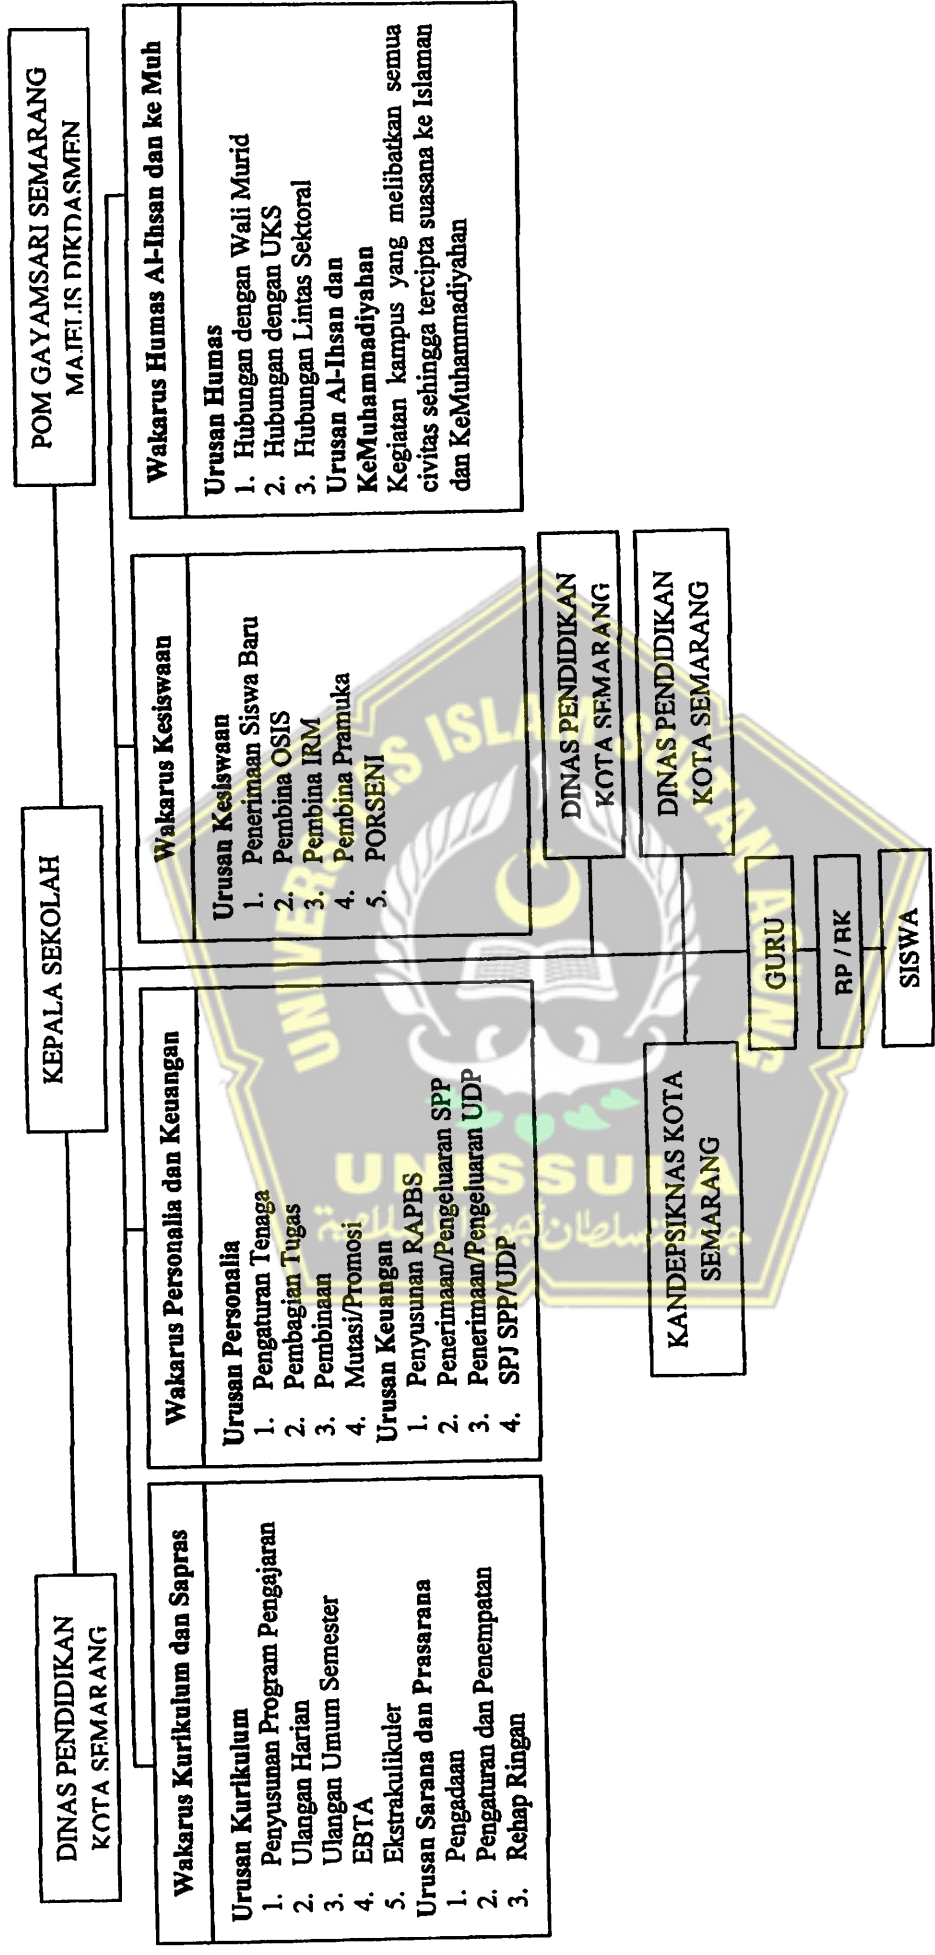 DINAS PENDIDIKAN
KOTA SEMARANG
KEPALA SEKOLAH
POM GAYAMSARI SEMARANG
MAJELIS DIKDASMEN
Wakarus Kurikulum dan Sapras
Urusan Kurikulum
1. Penyusunan Program Pengajaran
2. Ulangan Harian
3. Ulangan Umum Semester
4. EBTA
5. Ekstrakulikuler
Urusan Sarana dan Prasarana
1. Pengadaan
2. Pengaturan dan Penempatan
3. Rehap Ringan
Wakarus Personalia dan Keuangan
Urusan Personalia
1. Pengaturan Tenaga
2. Pembagian Tugas
3. Pembinaan
4. Mutasi/Promosi
Urusan Keuangan
1. Penyusunan RAPBS
2. Penerimaan/Pengeluaran SPP
3. Penerimaan/Pengeluaran UDP
4. SPJ SPP/UDP
Wakarus Kesiswaan
Urusan Kesiswaan
1. Penerimaan Siswa Baru
2. Pembina OSIS
3. Pembina IRM
4. Pembina Pramuka
5. PORSENI
Wakarus Humas Al-Ihsan dan ke Muh
Urusan Humas
1. Hubungan dengan Wali Murid
2. Hubungan dengan UKS
3. Hubungan Lintas Sektoral
Urusan Al-Ihsan dan
KeMuhammadiyahan
Kegiatan kampus yang melibatkan semua
civitas sehingga tercipta suasana ke Islaman
dan KeMuhammadiyahan
DINAS PENDIDIKAN
KOTA SEMARANG
KANDEPSIKNAS KOTA
SEMARANG
DINAS PENDIDIKAN
KOTA SEMARANG
GURU
RP / RK
SISWA
UNIVERSITAS ISLAM SULTAN AGUNG
UNISSULA